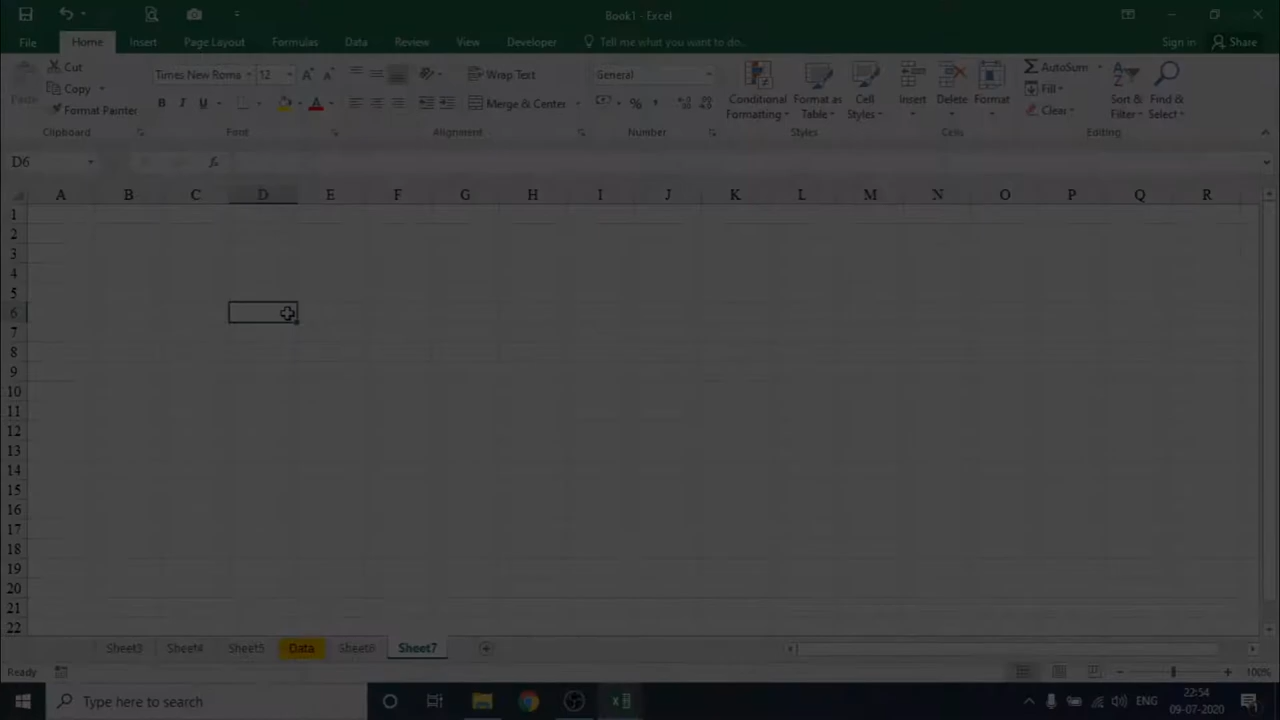 Book1 - Excel
File Home Insert Page Layout Formulas Data Review View Developer Tell me what you want to do... Sign in Share
Paste Cut Copy Format Painter
Times New Roms 12
B I U A
Wrap Text
Merge & Center
General
%
Conditional Formatting
Format as Table
Cell Styles
Insert Delete Format
AutoSum
Fill
Clear
Sort & Filter
Find & Select
Clipboard Font Alignment Number Styles Cells Editing
D6 fx
A B C D E F G H I J K L M N O P Q R
1
2
3
4
5
6
7
8
9
10
11
12
13
14
15
16
17
18
19
20
21
22
Sheet3 Sheet4 Sheet5 Data Sheet6 Sheet7
Ready 100%
Type here to search ENG 22:54
09-07-2020